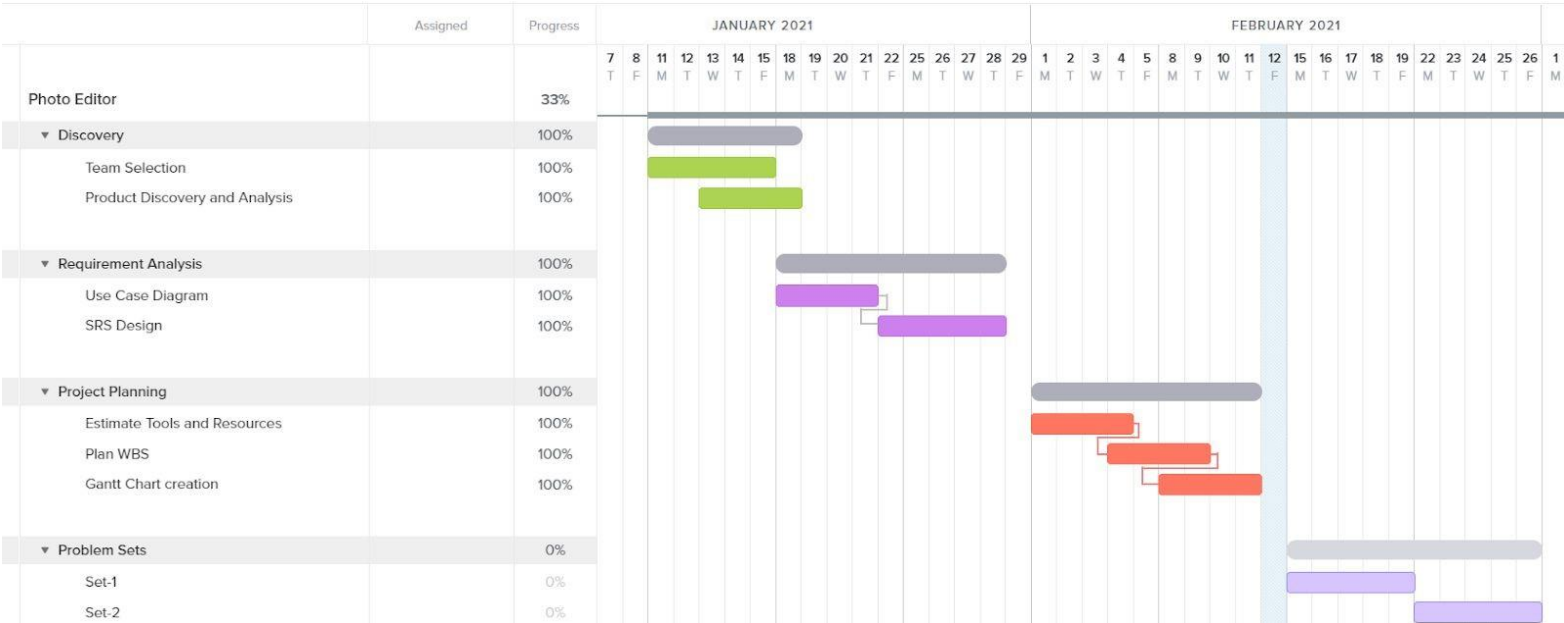 Assigned Progress JANUARY 2021 FEBRUARY 2021
7 8 11 12 13 14 15 18 19 20 21 22 25 26 27 28 29 1 2 3 4 5 8 9 10 11 12 15 16 17 18 19 22 23 24 25 26 1
T F M T W T F M T W T F M T W T F M T W T F M T W T F M T W T F M T W T F M
Photo Editor 33%
Discovery 100%
Team Selection 100%
Product Discovery and Analysis 100%
Requirement Analysis 100%
Use Case Diagram 100%
SRS Design 100%
Project Planning 100%
Estimate Tools and Resources 100%
Plan WBS 100%
Gantt Chart creation 100%
Problem Sets 0%
Set-1 0%
Set-2 0%